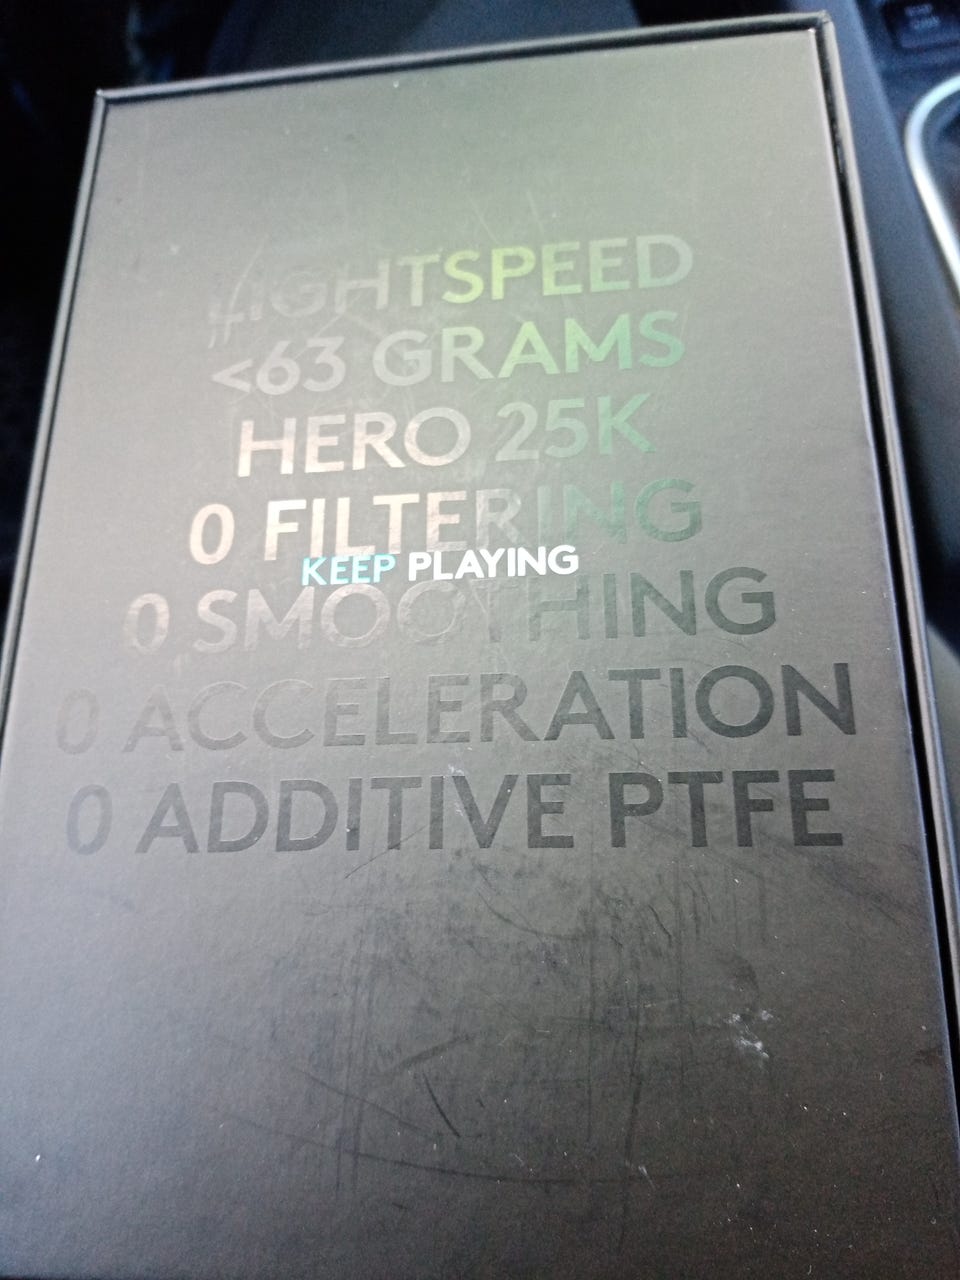 LIGHTSPEED
<63 GRAMS
HERO 25K
0 FILTERING
KEEP PLAYING
0 SMOOTHING
0 ACCELERATION
0 ADDITIVE PTFE